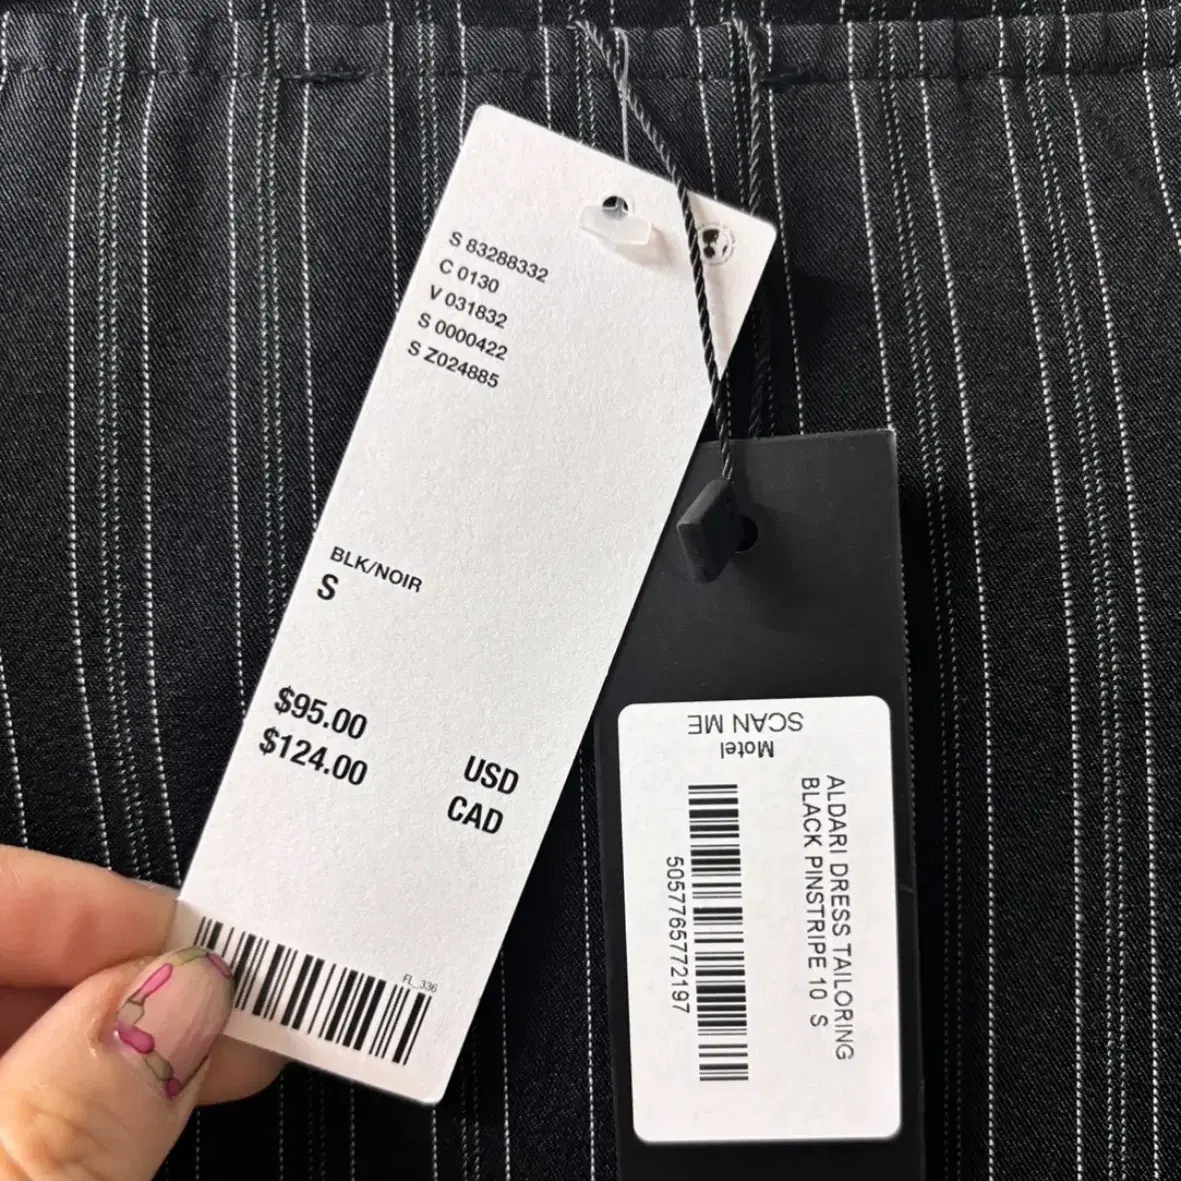 S 83288332
C 0130
V 031832
S 0000422
S Z024885
BLK/NOIR
S
$95.00 USD
$124.00 CAD
FL_336
SCAN ME
Motel
ALDARI DRESS TAILORING
BLACK PINSTRIPE 10 S
5057765772197